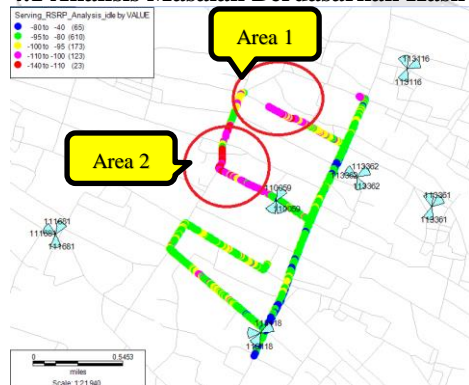 Serving_RSRP_Analysis_idle by VALUE
-80 to -40 (65)
-95 to -80 (610)
-100 to -95 (173)
-110 to -100 (123)
-140 to -110 (23)
Area 1
113116
113116
Area 2
113362
113362
110659
113361
113361
111681
111681
0 0.5453
miles
Scale: 1:21,940